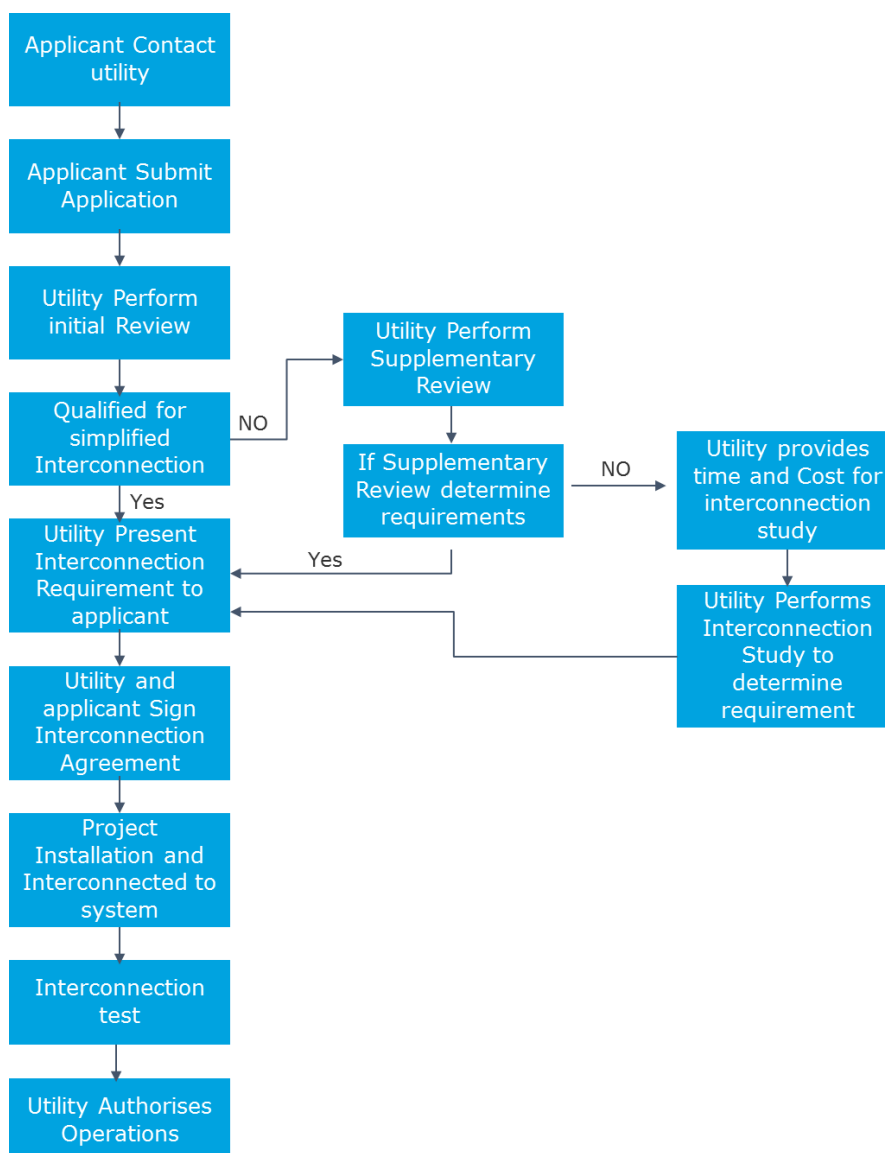 Applicant Contact
utility
Applicant Submit
Application
Utility Perform
initial Review
Qualified for
simplified
Interconnection
NO
Yes
Utility Perform
Supplementary
Review
If Supplementary
Review determine
requirements
NO
Yes
Utility provides
time and Cost for
interconnection
study
Utility Performs
Interconnection
Study to
determine
requirement
Utility Present
Interconnection
Requirement to
applicant
Utility and
applicant Sign
Interconnection
Agreement
Project
Installation and
Interconnected to
system
Interconnection
test
Utility Authorises
Operations